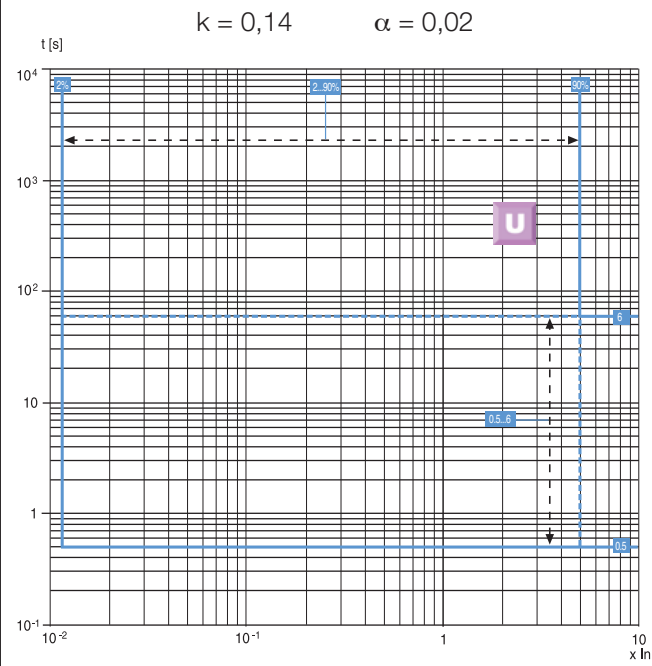 k = 0,14 α = 0,02
t [s]
10⁴
2%
2...90%
90%
10³
U
10²
6
10
0.5...6
1
0.5
10⁻¹
10⁻² 10⁻¹ 1 10
x In